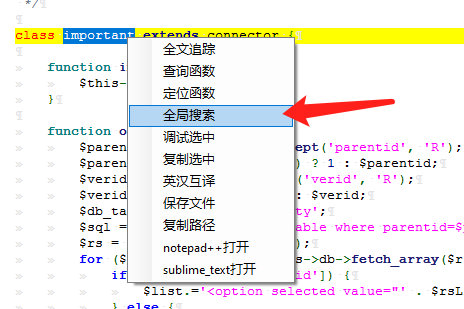 */
class important extends connector {
全文追踪
查询函数
定位函数
全局搜索
调试选中
复制选中
英汉互译
保存文件
复制路径
notepad++打开
sublime_text打开
function i
$this-
}
function o
$parent ept('parentid', 'R');
$parent ) ? 1 : $parentid;
$verid ('verid', 'R');
$verid : $verid;
$db_ta ty';
$sql = able where parentid=$
$rs = );
for ($ s->db->fetch_array($r
if id']) {
$list.='<option selected value="' . $rsL
} else {